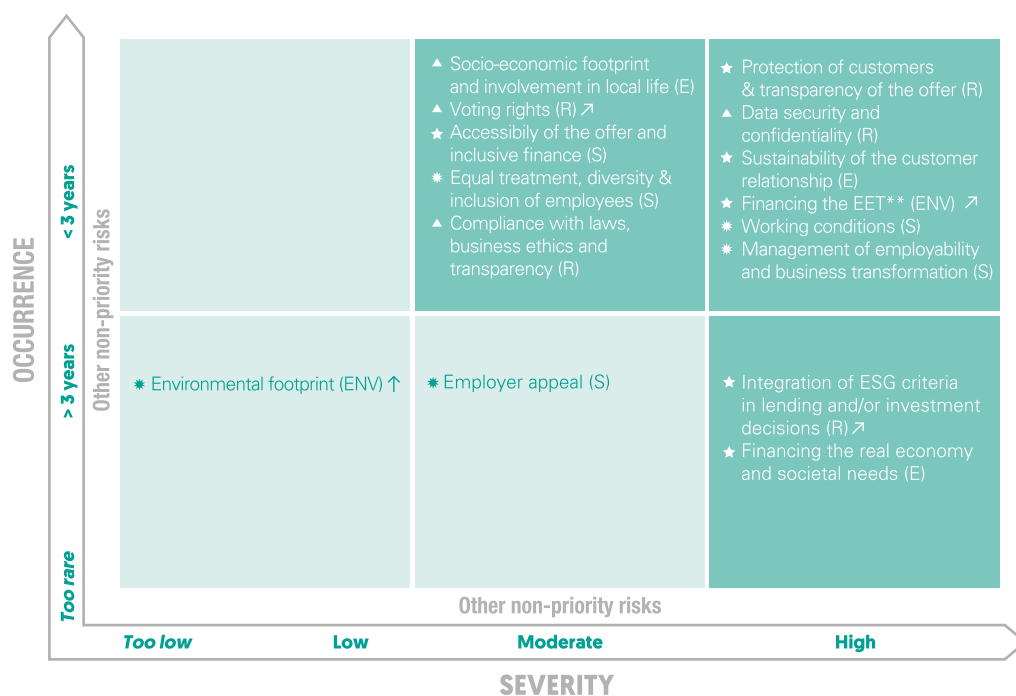 OCCURRENCE
< 3 years
> 3 years
Too rare
Other non-priority risks
Socio-economic footprint
and involvement in local life (E)
Voting rights (R) ↗
Accessibily of the offer and
inclusive finance (S)
Equal treatment, diversity &
inclusion of employees (S)
Compliance with laws,
business ethics and
transparency (R)
Protection of customers
& transparency of the offer (R)
Data security and
confidentiality (R)
Sustainability of the customer
relationship (E)
Financing the EET** (ENV) ↗
Working conditions (S)
Management of employability
and business transformation (S)
Environmental footprint (ENV) ↑
Employer appeal (S)
Integration of ESG criteria
in lending and/or investment
decisions (R) ↗
Financing the real economy
and societal needs (E)
Other non-priority risks
Too low
Low
Moderate
High
SEVERITY